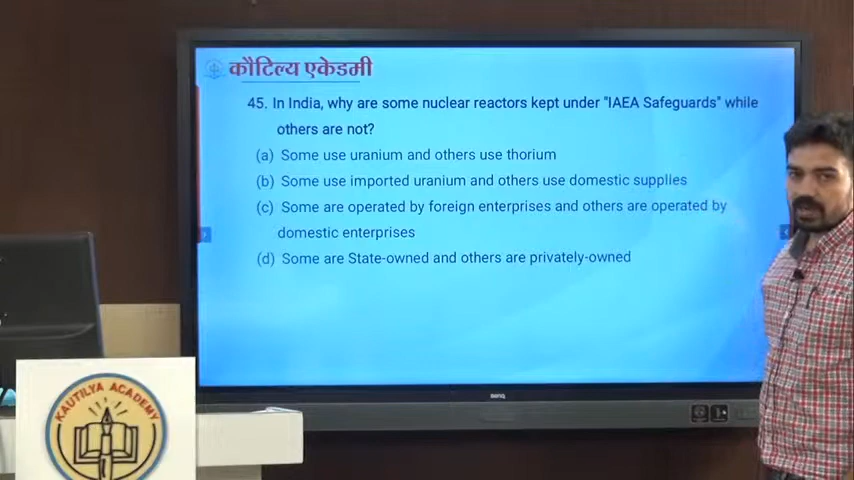 कौटिल्य एकेडमी
45. In India, why are some nuclear reactors kept under "IAEA Safeguards" while
others are not?
(a) Some use uranium and others use thorium
(b) Some use imported uranium and others use domestic supplies
(c) Some are operated by foreign enterprises and others are operated by
domestic enterprises
(d) Some are State-owned and others are privately-owned
BenQ
KAUTILYA ACADEMY